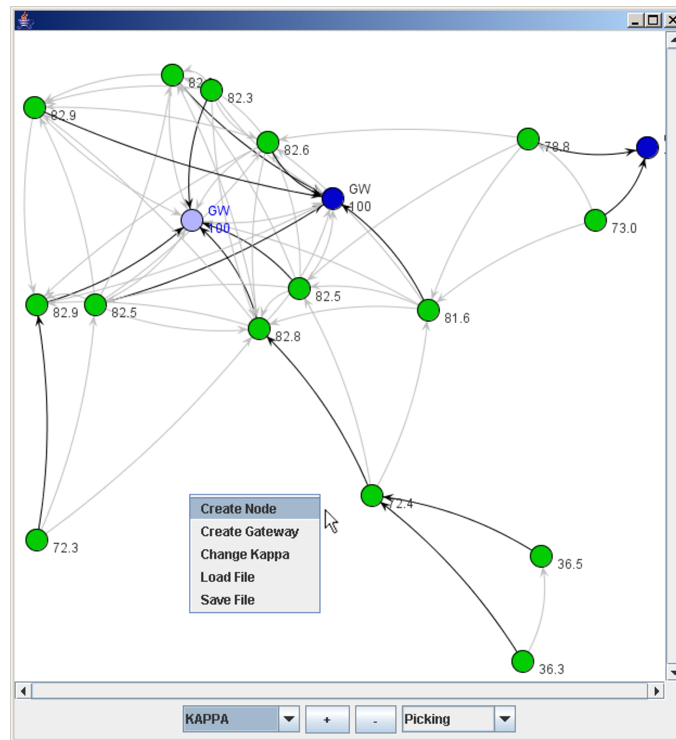 82.3
82.9
82.6
78.8
GW
100
GW
100
73.0
82.5
82.9
82.5
81.6
82.8
72.4
72.3
36.5
36.3
Create Node
Create Gateway
Change Kappa
Load File
Save File
KAPPA
+
-
Picking